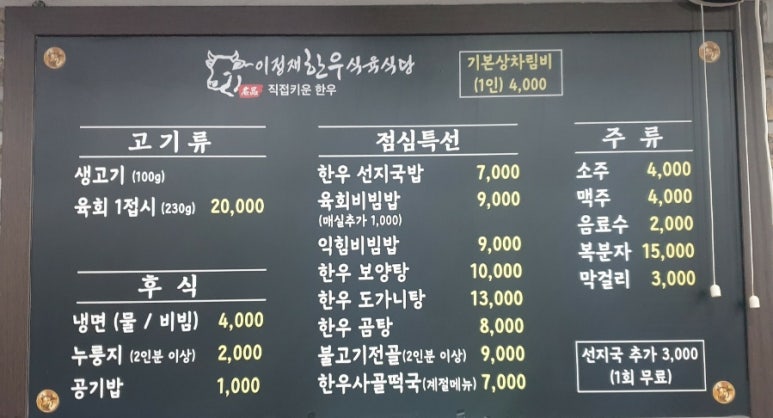 이정재한우식육식당
名品 직접키운 한우
기본상차림비
(1인) 4,000
고기류
생고기 (100g)
육회 1접시 (230g) 20,000
후식
냉면 (물 / 비빔) 4,000
누룽지 (2인분 이상) 2,000
공기밥 1,000
점심특선
한우 선지국밥 7,000
육회비빔밥 9,000
(매실추가 1,000)
익힘비빔밥 9,000
한우 보양탕 10,000
한우 도가니탕 13,000
한우 곰탕 8,000
불고기전골(2인분 이상) 9,000
한우사골떡국(계절메뉴) 7,000
주류
소주 4,000
맥주 4,000
음료수 2,000
복분자 15,000
막걸리 3,000
선지국 추가 3,000
(1회 무료)